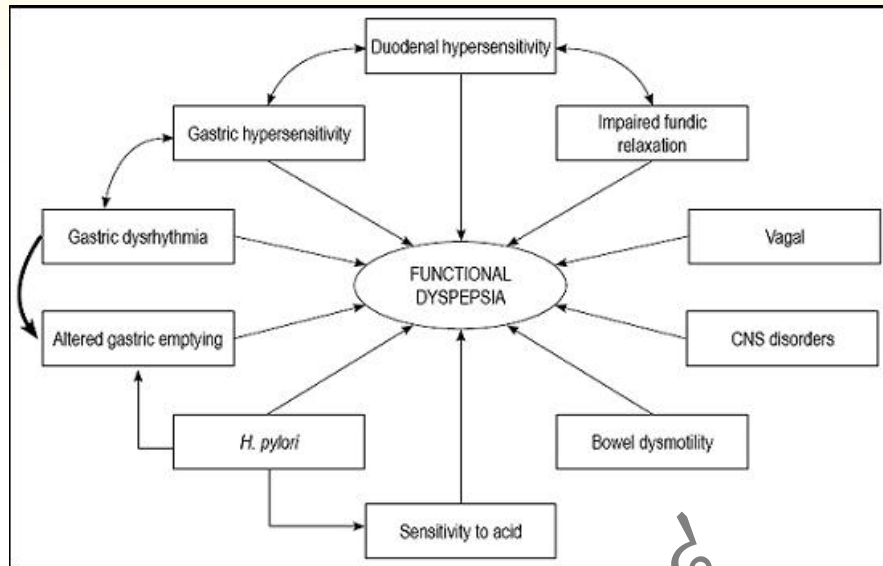 Duodenal hypersensitivity
Gastric hypersensitivity
Impaired fundic
relaxation
Gastric dysrhythmia
Vagal
FUNCTIONAL
DYSPEPSIA
Altered gastric emptying
CNS disorders
H. pylori
Bowel dysmotility
Sensitivity to acid